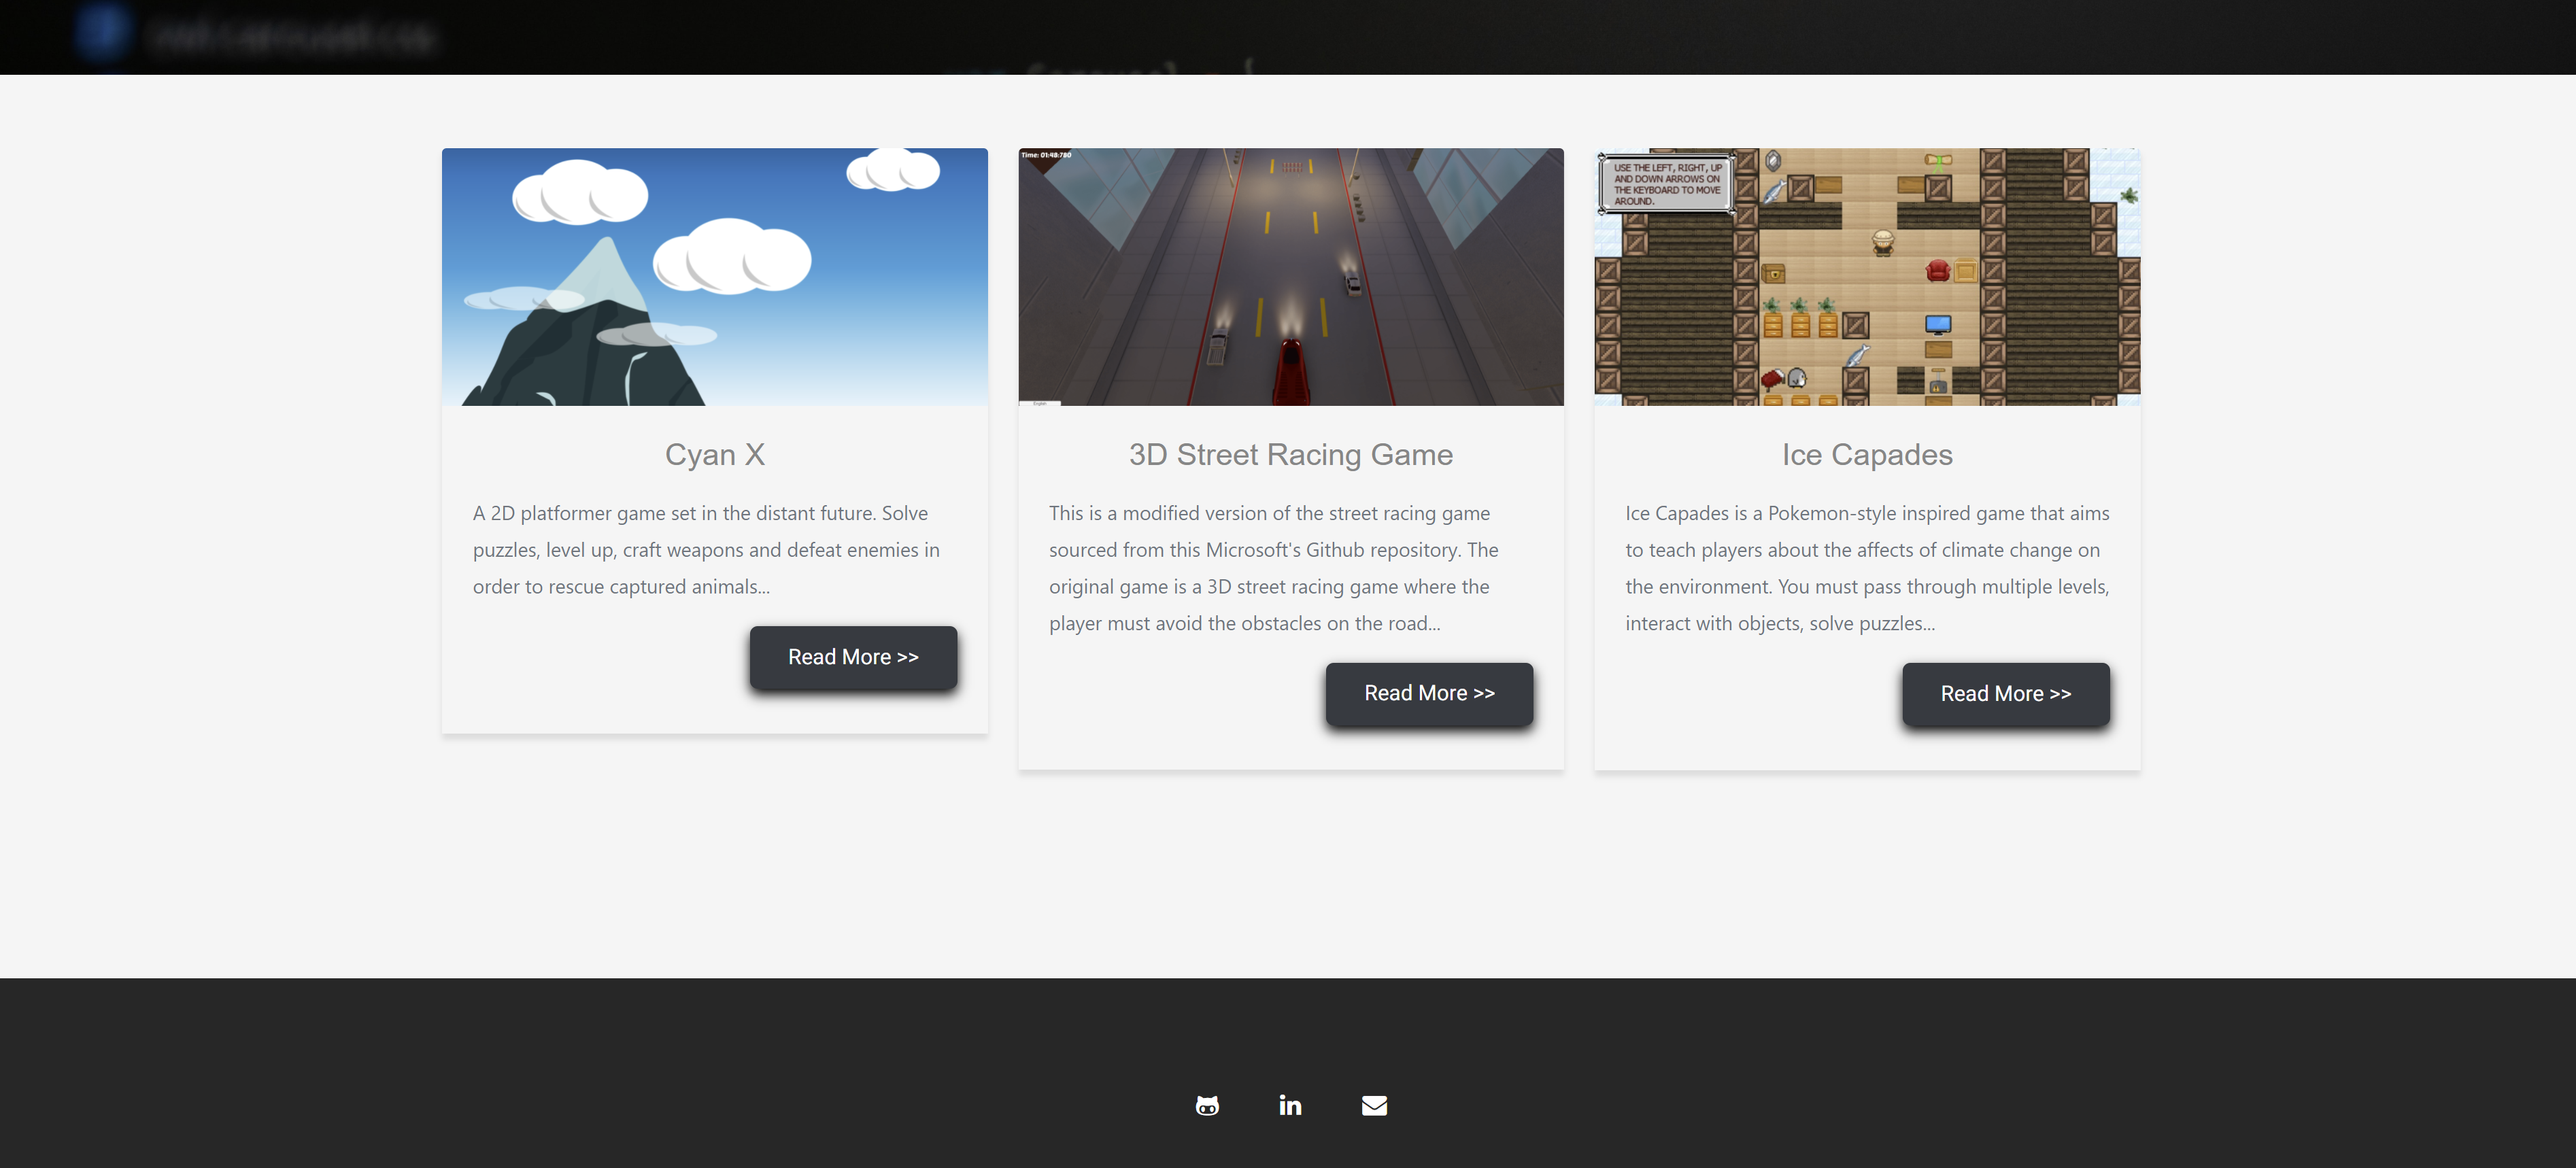 Time: 01:48:780
USE THE LEFT, RIGHT, UP
AND DOWN ARROWS ON
THE KEYBOARD TO MOVE
AROUND.
Cyan X
A 2D platformer game set in the distant future. Solve
puzzles, level up, craft weapons and defeat enemies in
order to rescue captured animals...
Read More >>
3D Street Racing Game
This is a modified version of the street racing game
sourced from this Microsoft's Github repository. The
original game is a 3D street racing game where the
player must avoid the obstacles on the road...
Read More >>
Ice Capades
Ice Capades is a Pokemon-style inspired game that aims
to teach players about the affects of climate change on
the environment. You must pass through multiple levels,
interact with objects, solve puzzles...
Read More >>
in